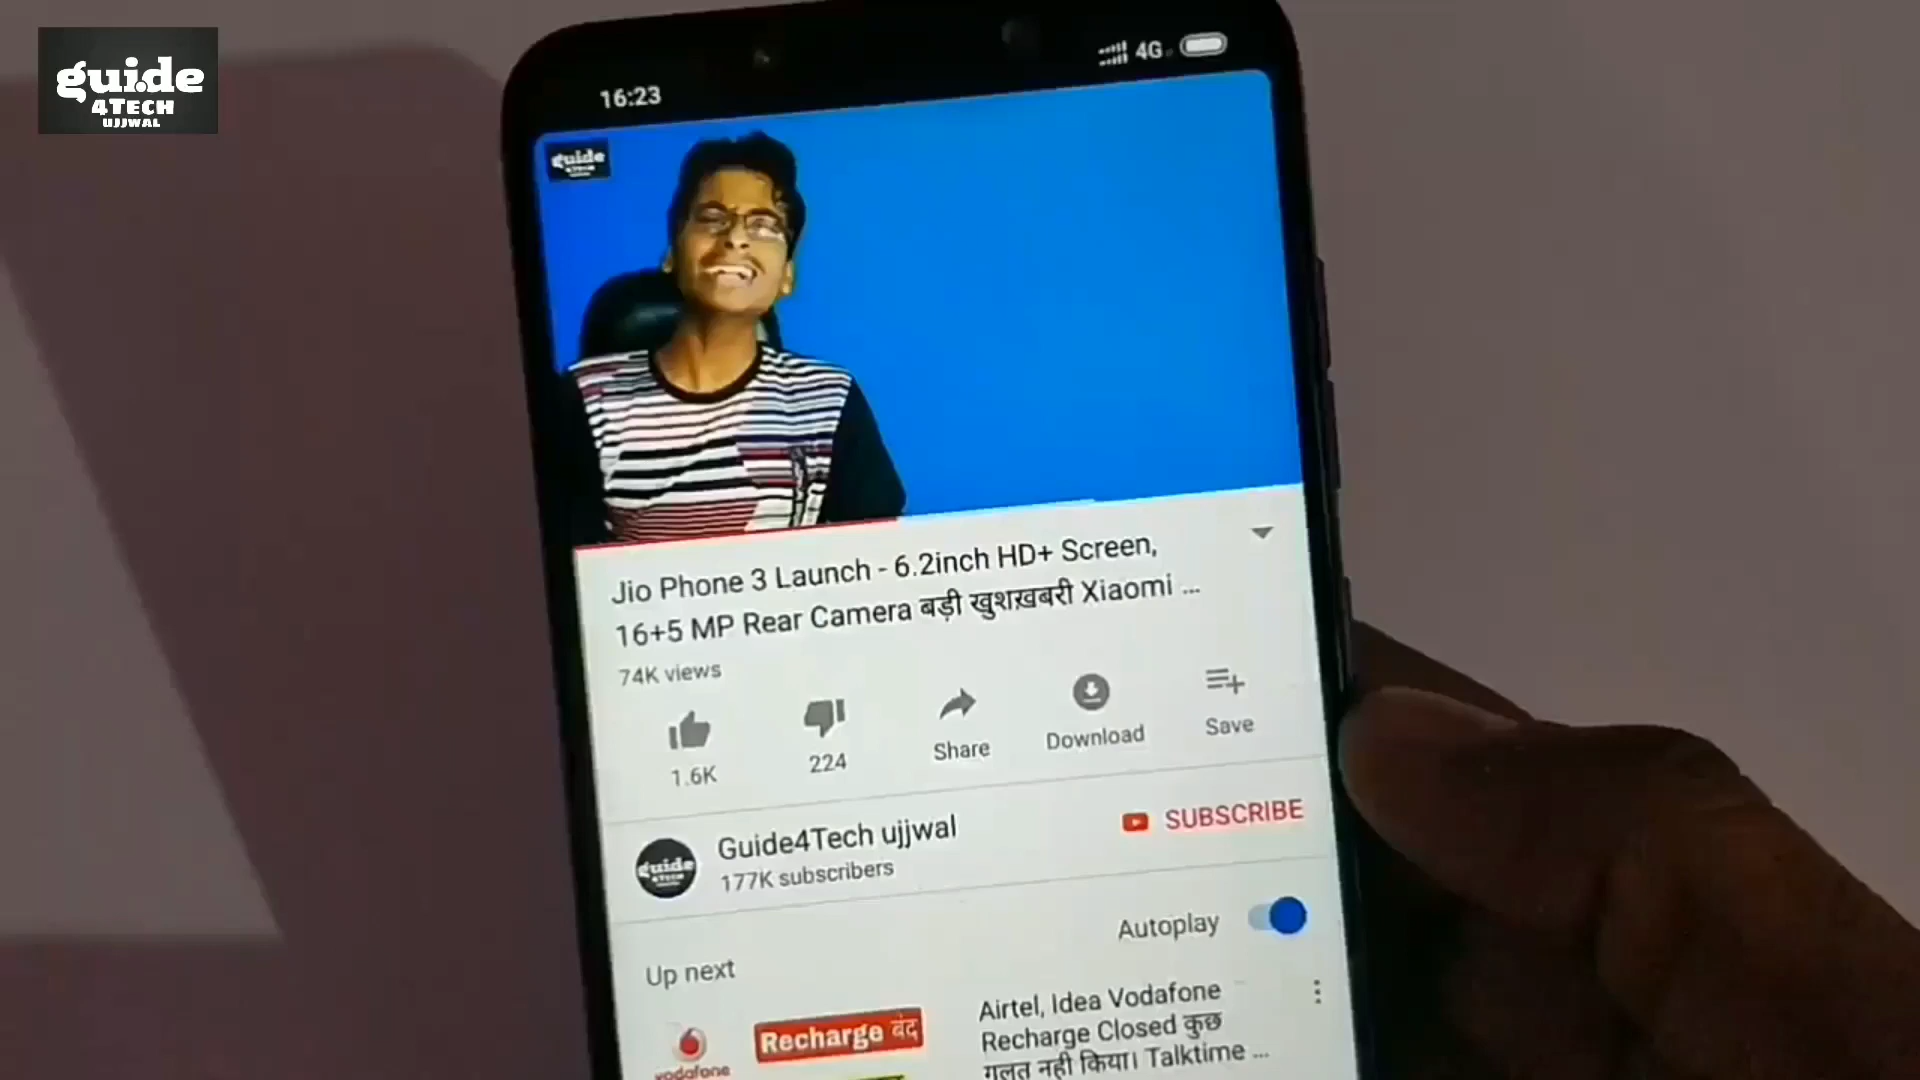 guide
4TECH
UJJWAL
16:23
4G
guide
Jio Phone 3 Launch - 6.2inch HD+ Screen,
16+5 MP Rear Camera बड़ी खुशख़बरी Xiaomi ...
74K views
1.6K
224
Share
Download
Save
guide
Guide4Tech ujjwal
177K subscribers
SUBSCRIBE
Autoplay
Up next
vodafone
Recharge बंद
Airtel, Idea Vodafone
Recharge Closed कुछ
गलत नही किया। Talktime ...